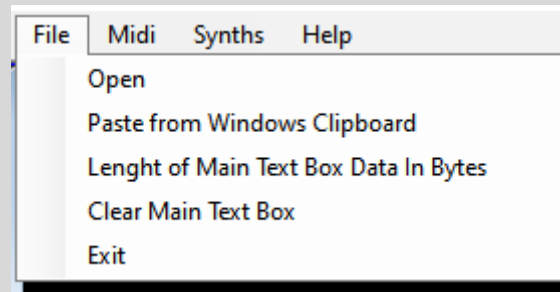 File Midi Synths Help
Open
Paste from Windows Clipboard
Lenght of Main Text Box Data In Bytes
Clear Main Text Box
Exit